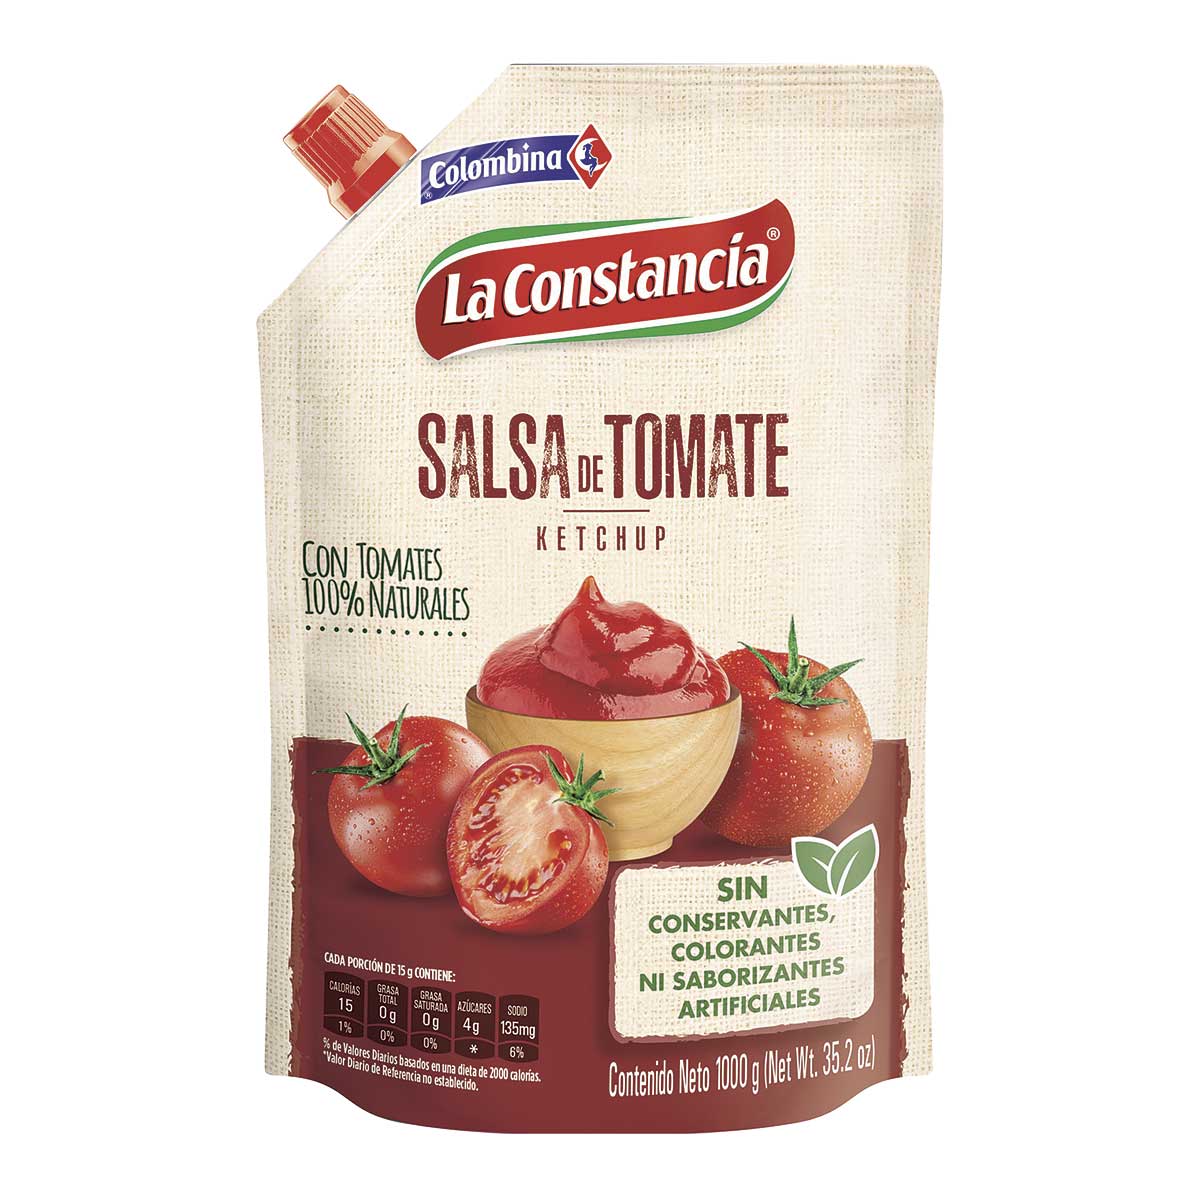 Colombina
®
La Constancia®
SALSA DE TOMATE
KETCHUP
CON TOMATES
100% NATURALES
SIN
CONSERVANTES,
COLORANTES
NI SABORIZANTES
ARTIFICIALES
CADA PORCIÓN DE 15 g CONTIENE:
CALORÍAS
15
1%
GRASA
TOTAL
0g
0%
GRASA
SATURADA
0g
0%
AZÚCARES
4g
*
SODIO
135mg
6%
% de Valores Diarios basados en una dieta de 2000 calorías.
*Valor Diario de Referencia no establecido.
Contenido Neto 1000 g (Net Wt. 35.2 oz)